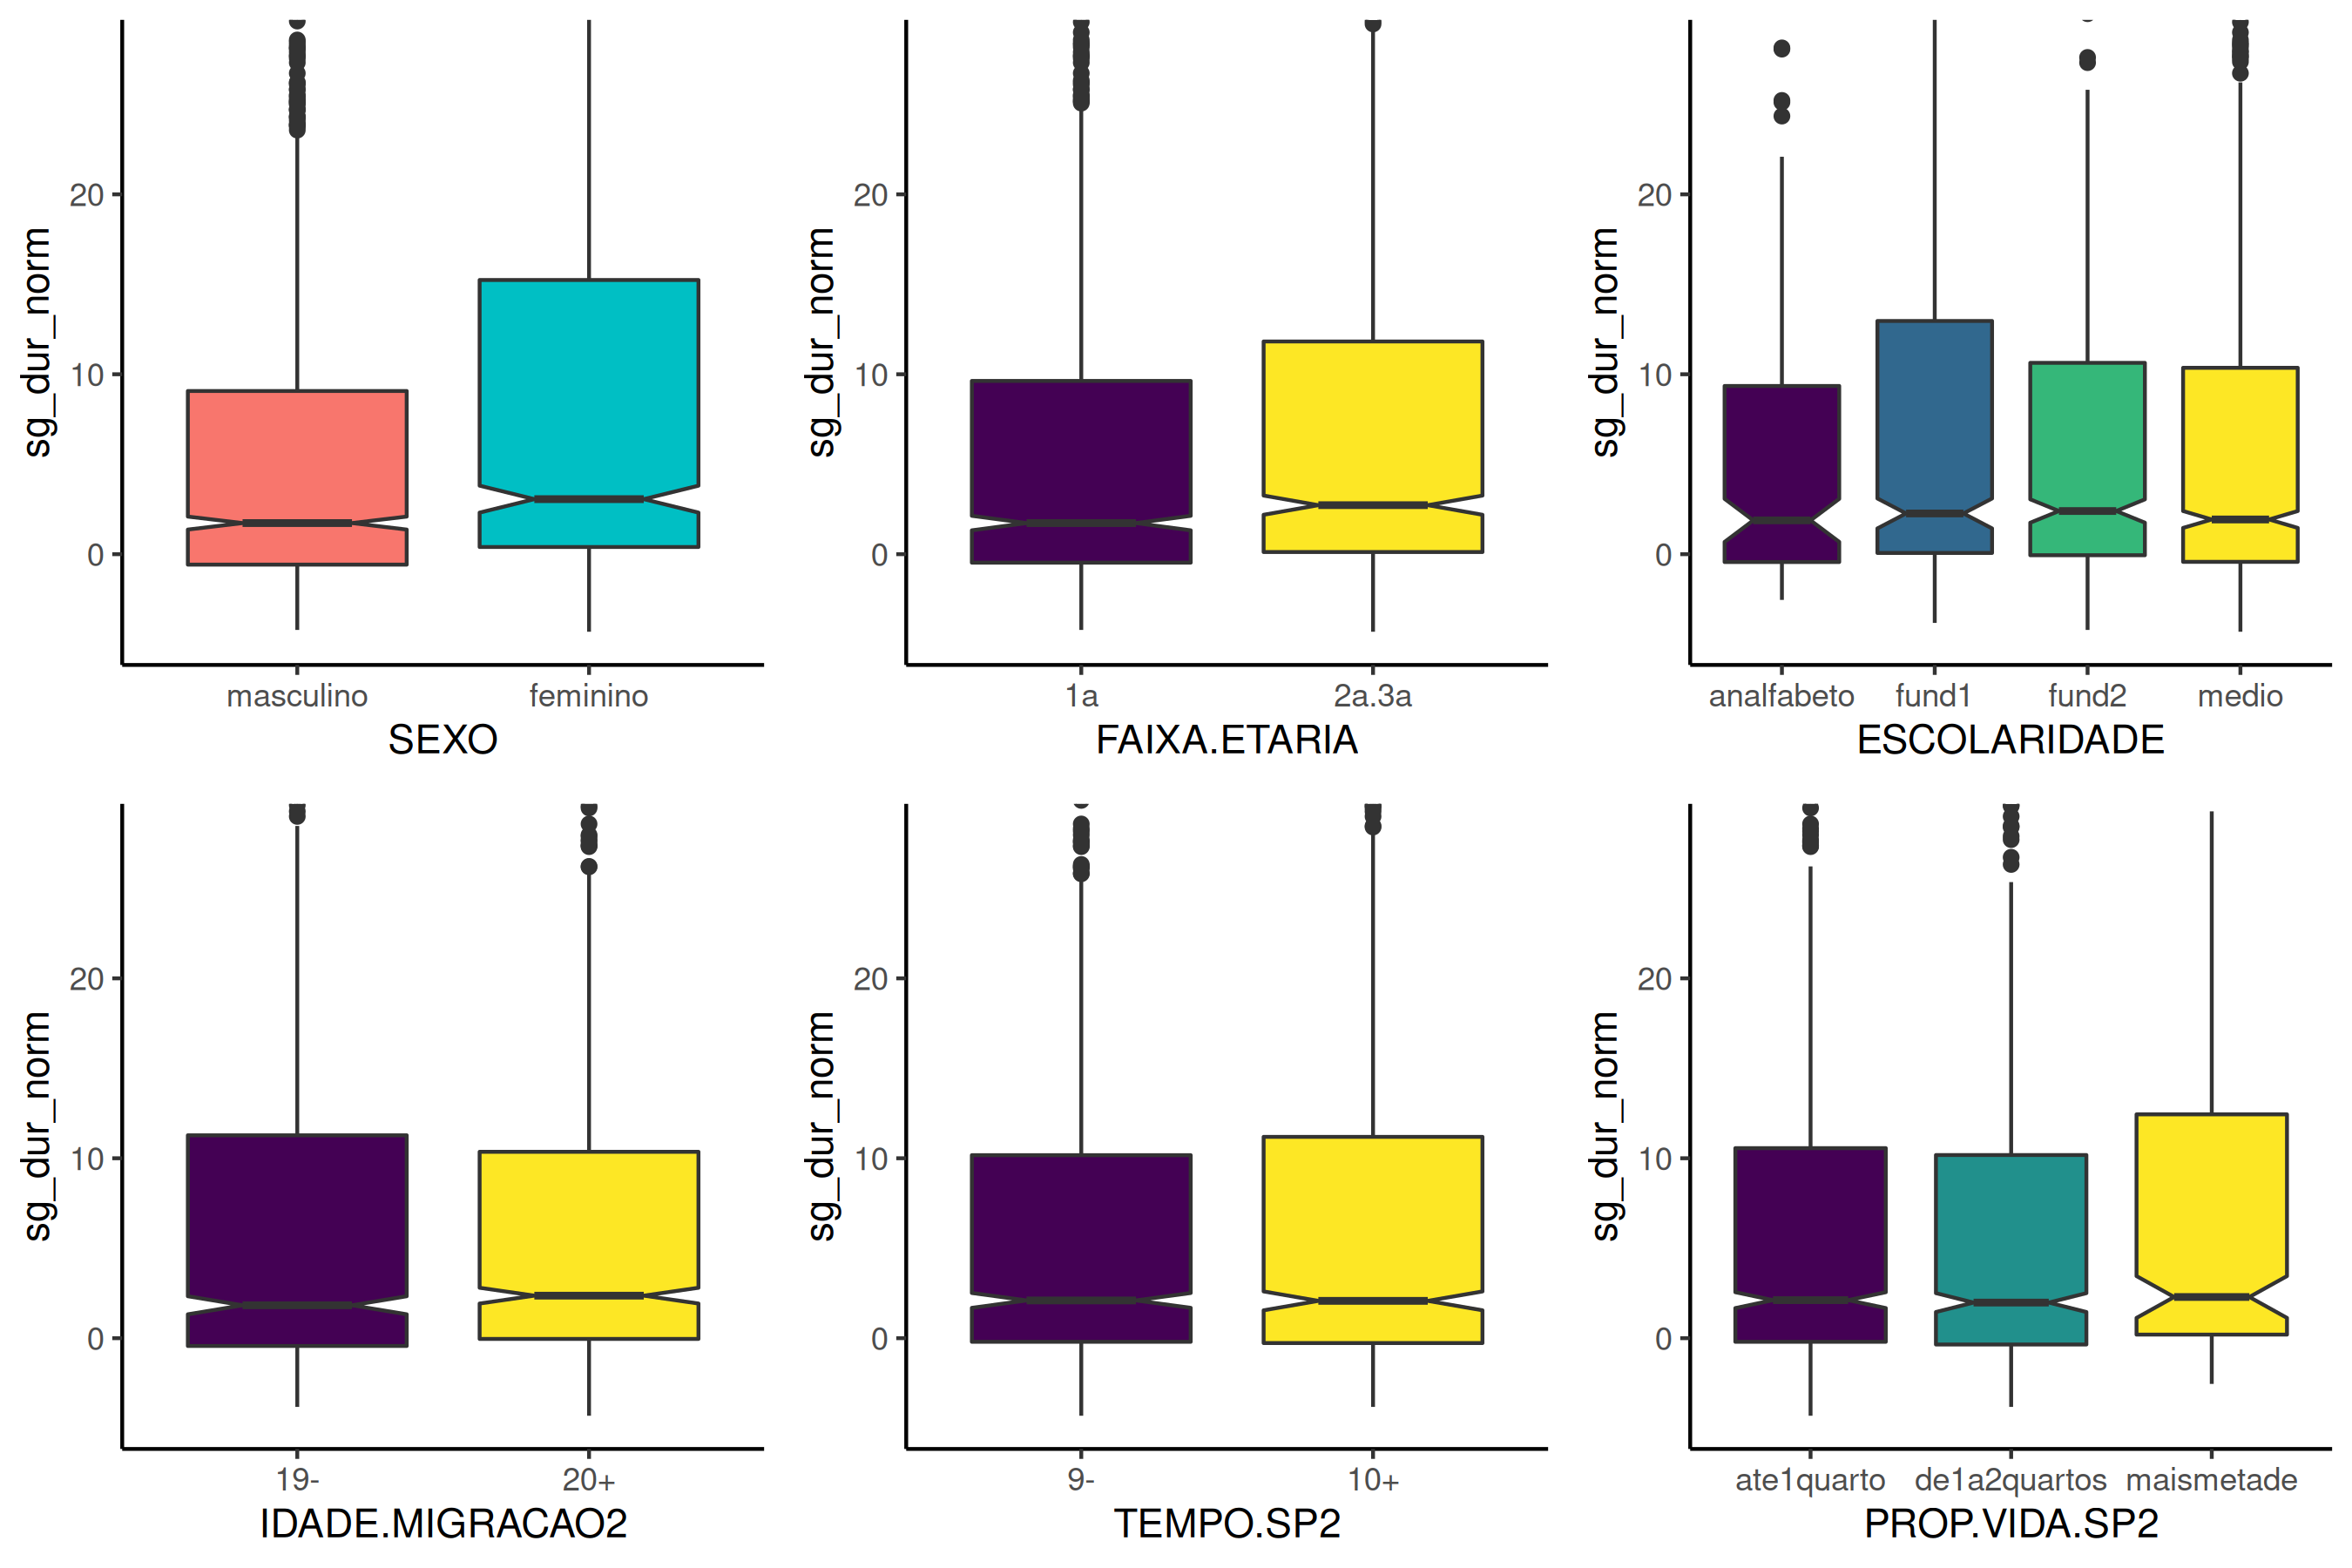 sg_dur_norm
20
10
0
masculino feminino
SEXO
sg_dur_norm
20
10
0
1a 2a.3a
FAIXA.ETARIA
sg_dur_norm
20
10
0
analfabeto fund1 fund2 medio
ESCOLARIDADE
sg_dur_norm
20
10
0
19- 20+
IDADE.MIGRACAO2
sg_dur_norm
20
10
0
9- 10+
TEMPO.SP2
sg_dur_norm
20
10
0
ate1quarto de1a2quartos maismetade
PROP.VIDA.SP2